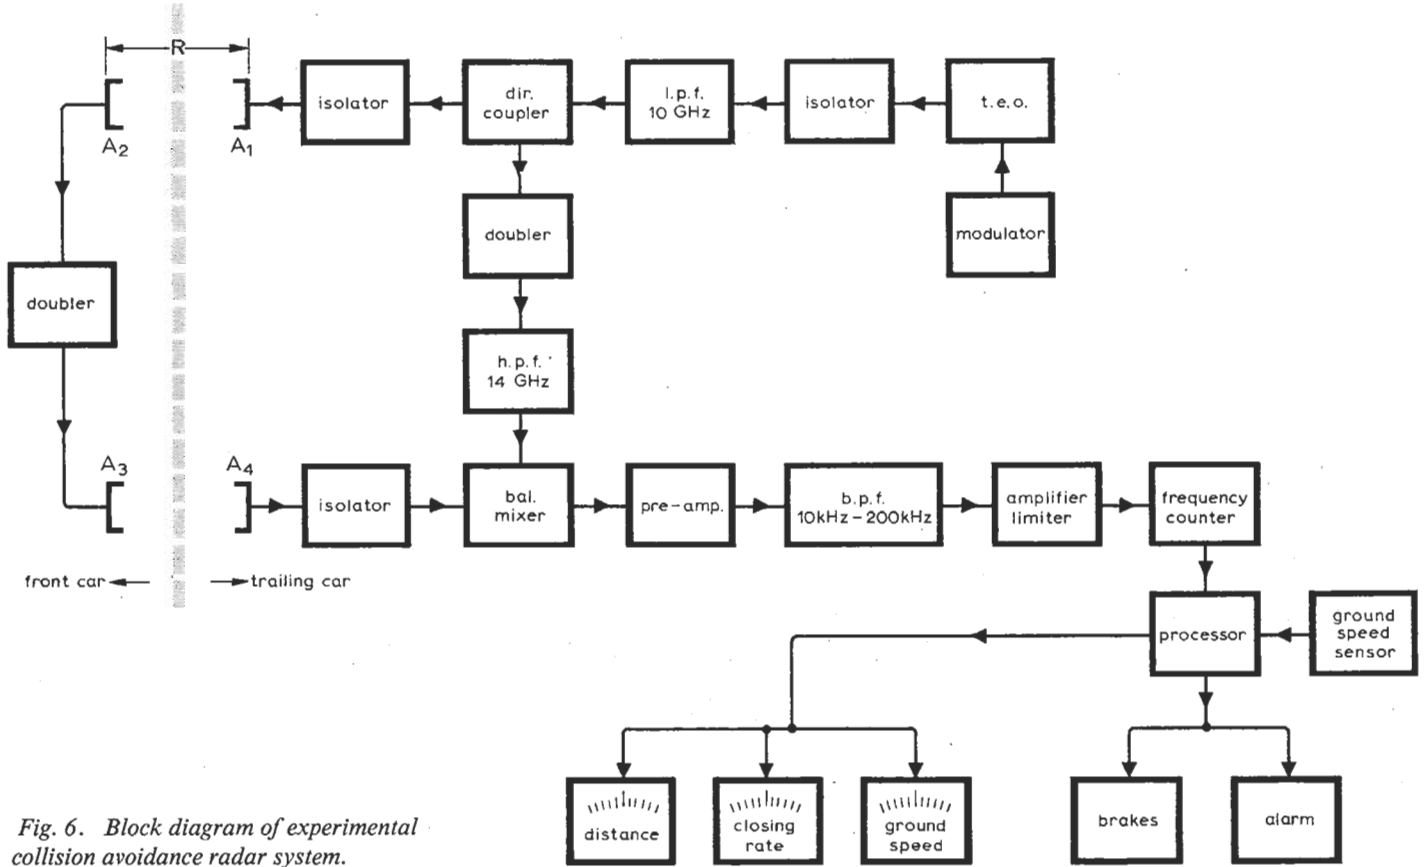 R
isolator
dir.
coupler
l.p.f.
10 GHz
isolator
t.e.o.
A2
A1
doubler
modulator
doubler
h.p.f.
14 GHz
A3
A4
isolator
bal.
mixer
pre-amp.
b.p.f.
10kHz-200kHz
amplifier
limiter
frequency
counter
front car
trailing car
processor
ground
speed
sensor
distance
closing
rate
ground
speed
brakes
alarm
Fig. 6. Block diagram of experimental
collision avoidance radar system.